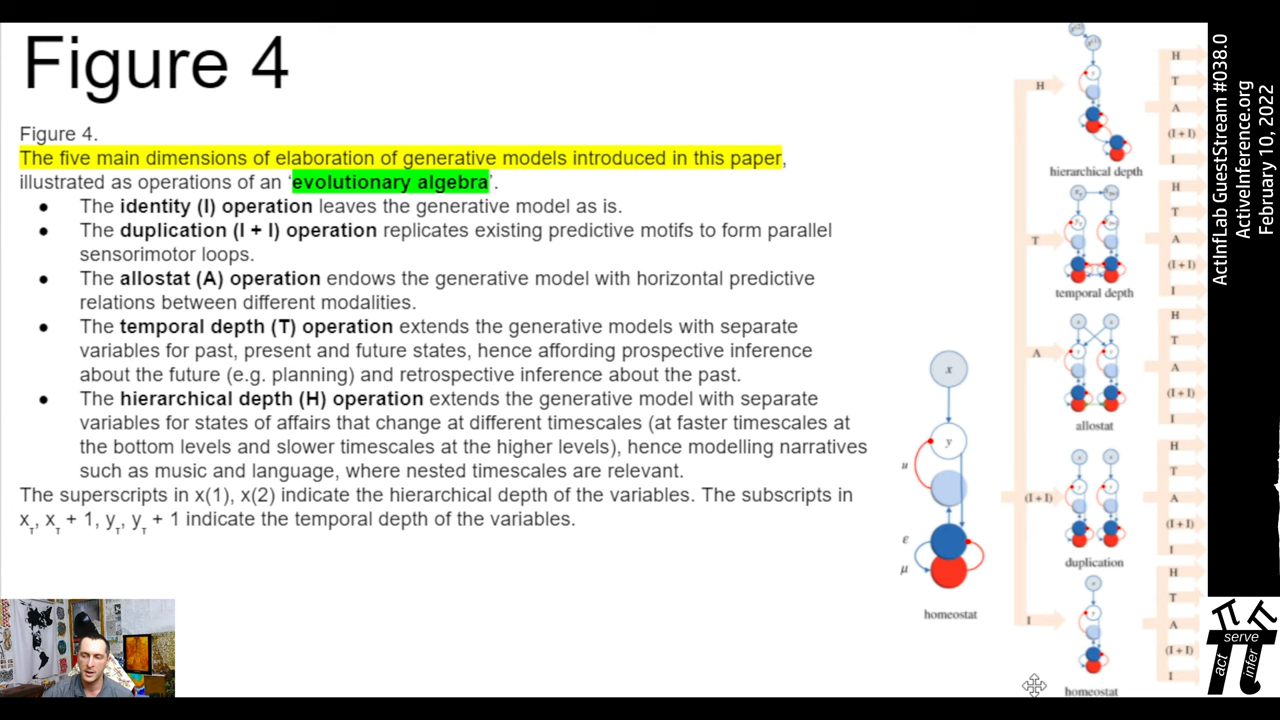 Figure 4
Figure 4.
The five main dimensions of elaboration of generative models introduced in this paper,
illustrated as operations of an ‘evolutionary algebra’.
● The identity (I) operation leaves the generative model as is.
● The duplication (I + I) operation replicates existing predictive motifs to form parallel
sensorimotor loops.
● The allostat (A) operation endows the generative model with horizontal predictive
relations between different modalities.
● The temporal depth (T) operation extends the generative models with separate
variables for past, present and future states, hence affording prospective inference
about the future (e.g. planning) and retrospective inference about the past.
● The hierarchical depth (H) operation extends the generative model with separate
variables for states of affairs that change at different timescales (at faster timescales at
the bottom levels and slower timescales at the higher levels), hence modelling narratives
such as music and language, where nested timescales are relevant.
The superscripts in x(1), x(2) indicate the hierarchical depth of the variables. The subscripts in
xτ, xτ + 1, yτ, yτ + 1 indicate the temporal depth of the variables.
x
y
u
ε
μ
homeostat
H
hierarchical depth
H
T
A
(I + I)
I
T
temporal depth
H
T
A
(I + I)
I
A
allostat
H
T
A
(I + I)
I
(I + I)
duplication
H
T
A
(I + I)
I
I
homeostat
H
T
A
(I + I)
I
ActInfLab GuestStream #038.0
ActiveInference.org
February 10, 2022
act
serve
infer